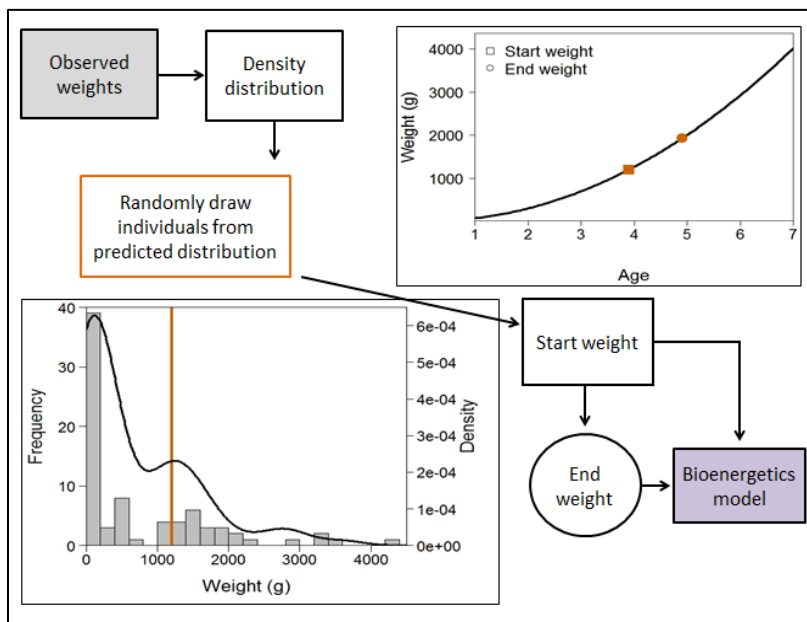 Observed
weights
Density
distribution
Randomly draw
individuals from
predicted distribution
Weight (g)
4000
3000
2000
1000
Start weight
End weight
1 2 3 4 5 6 7
Age
Frequency
40
30
20
10
0
0 1000 2000 3000 4000
Weight (g)
6e-04
5e-04
4e-04
3e-04
2e-04
1e-04
0e+00
Density
Start weight
End
weight
Bioenergetics
model